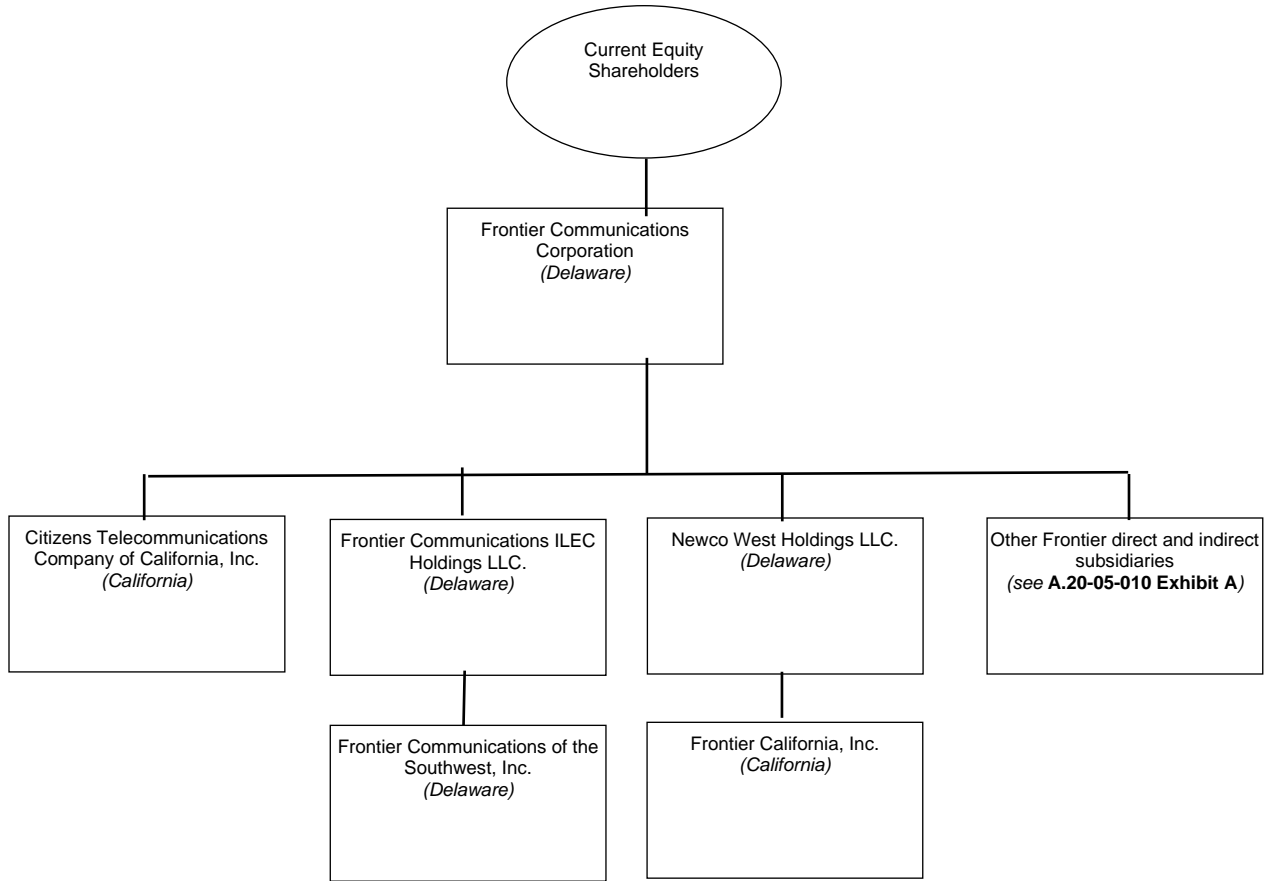 Current Equity
Shareholders
Frontier Communications
Corporation
(Delaware)
Citizens Telecommunications
Company of California, Inc.
(California)
Frontier Communications ILEC
Holdings LLC.
(Delaware)
Newco West Holdings LLC.
(Delaware)
Other Frontier direct and indirect
subsidiaries
(see A.20-05-010 Exhibit A)
Frontier Communications of the
Southwest, Inc.
(Delaware)
Frontier California, Inc.
(California)